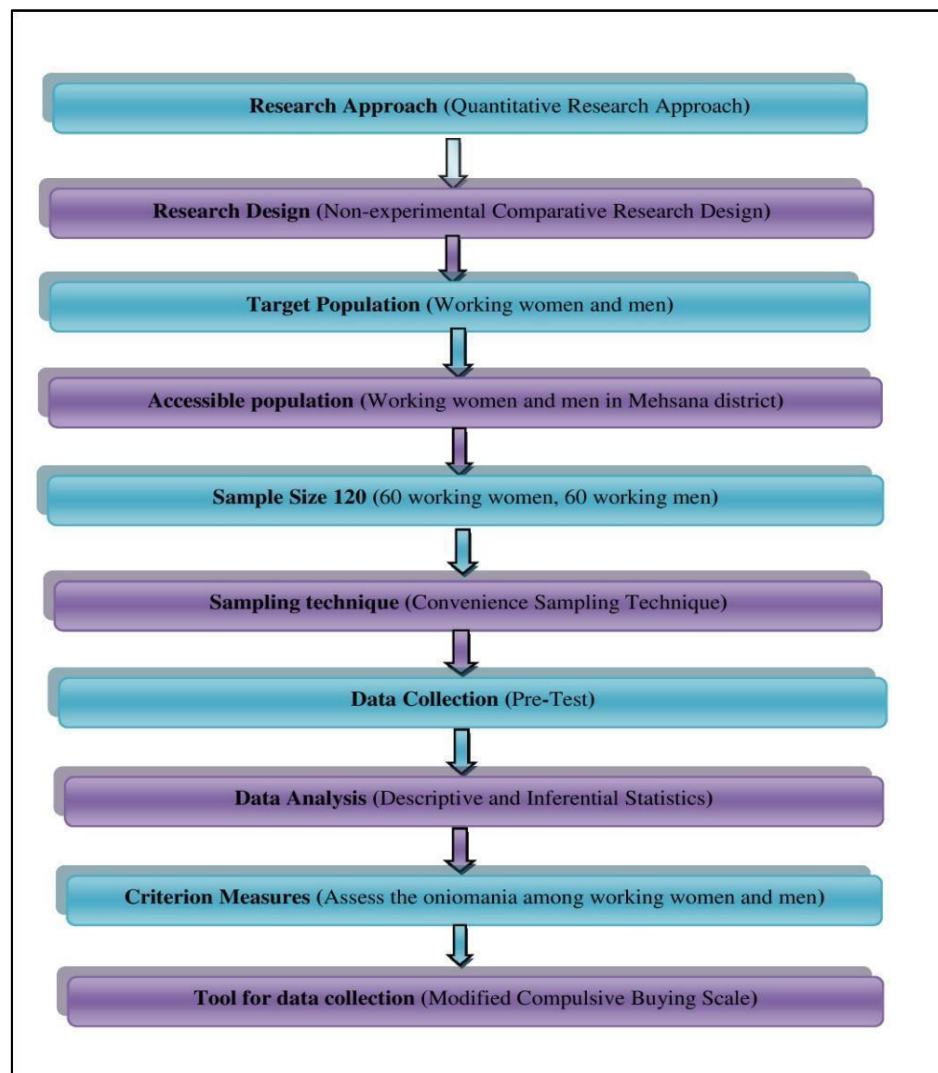 Research Approach (Quantitative Research Approach)
Research Design (Non-experimental Comparative Research Design)
Target Population (Working women and men)
Accessible population (Working women and men in Mehsana district)
Sample Size 120 (60 working women, 60 working men)
Sampling technique (Convenience Sampling Technique)
Data Collection (Pre-Test)
Data Analysis (Descriptive and Inferential Statistics)
Criterion Measures (Assess the oniomania among working women and men)
Tool for data collection (Modified Compulsive Buying Scale)